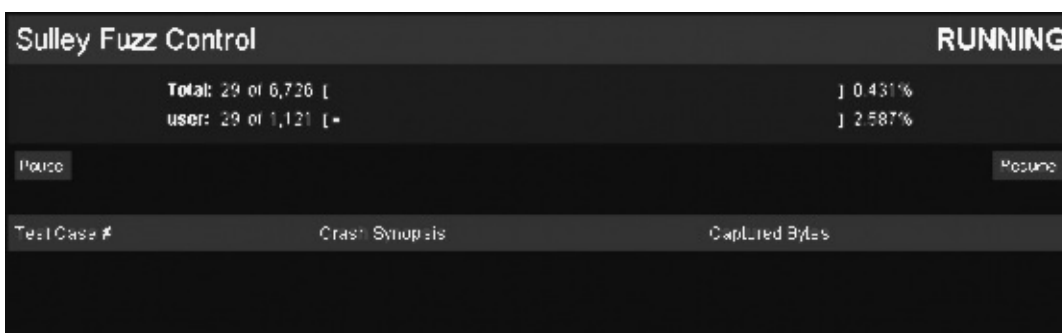 Sulley Fuzz Control RUNNING
Total: 29 of 6,726 [ ] 0.431%
user: 29 of 1,121 [= ] 2.587%
Pause Resume
Test Case # Crash Synopsis Captured Bytes